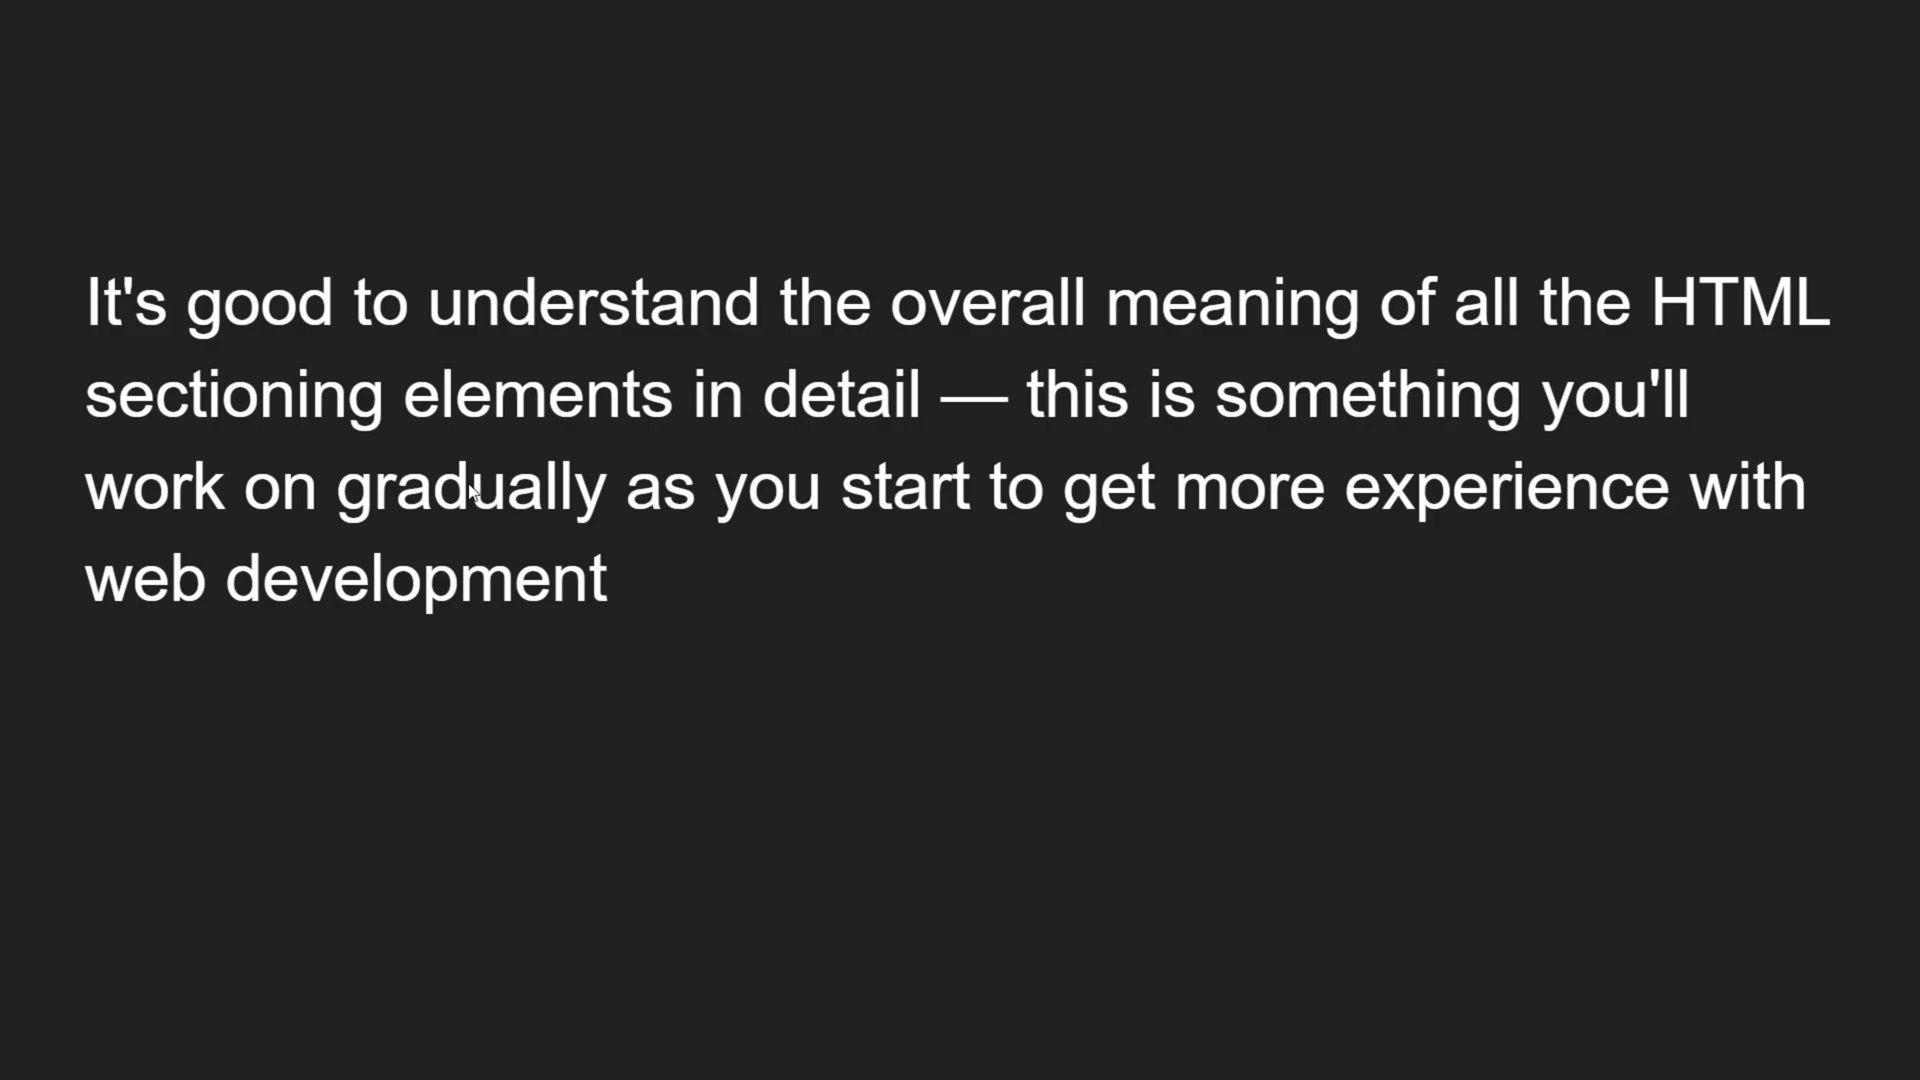 It's good to understand the overall meaning of all the HTML
sectioning elements in detail — this is something you'll
work on gradually as you start to get more experience with
web development